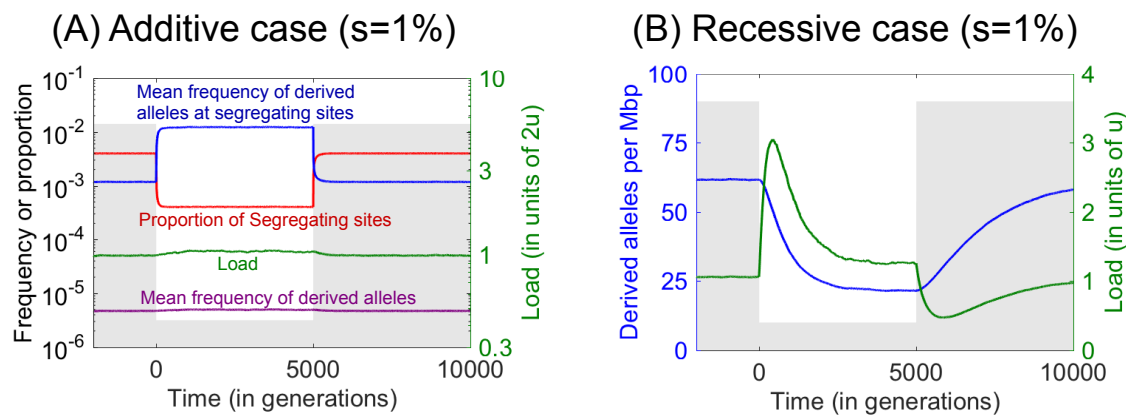 (A) Additive case (s=1%)
Frequency or proportion
10^-1
10^-2
10^-3
10^-4
10^-5
10^-6
Mean frequency of derived
alleles at segregating sites
Proportion of Segregating sites
Load
Mean frequency of derived alleles
10
3
1
0.3
Load (in units of 2u)
0 5000 10000
Time (in generations)
(B) Recessive case (s=1%)
Derived alleles per Mbp
100
75
50
25
0
4
3
2
1
0
Load (in units of u)
0 5000 10000
Time (in generations)